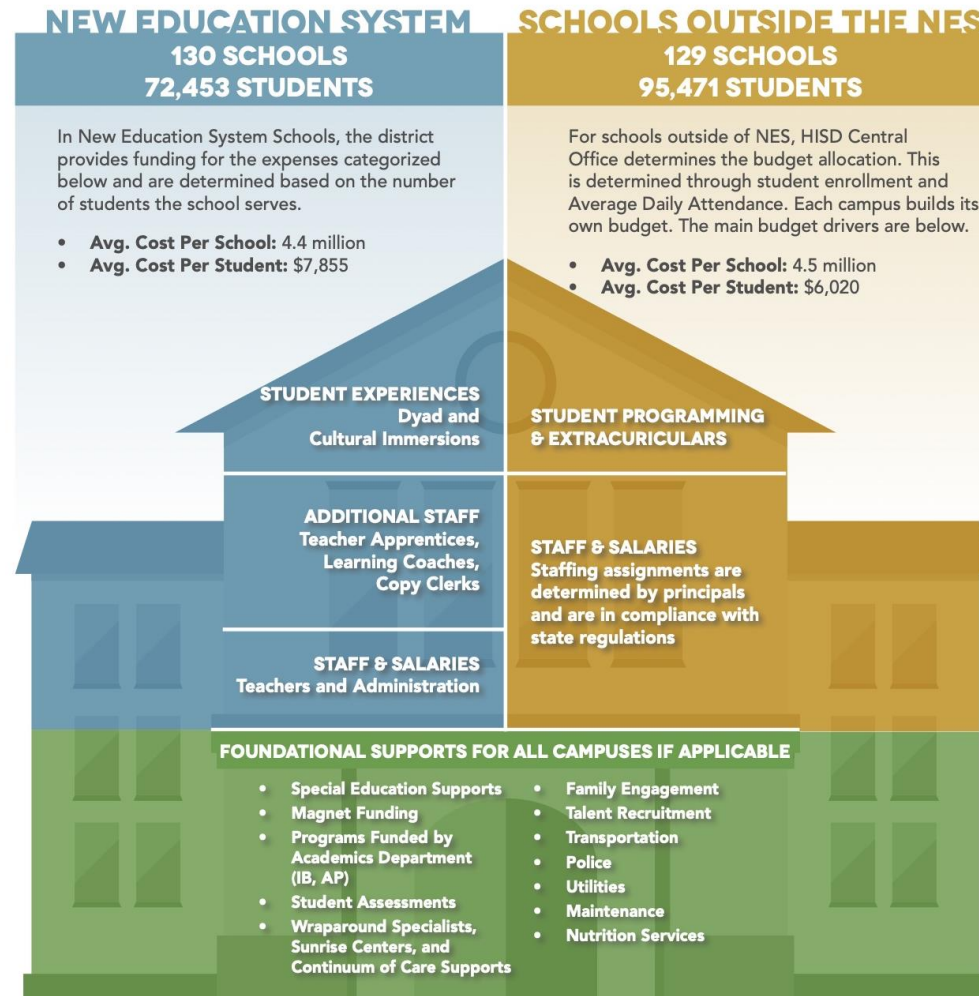 NEW EDUCATION SYSTEM
130 SCHOOLS
72,453 STUDENTS
In New Education System Schools, the district
provides funding for the expenses categorized
below and are determined based on the number
of students the school serves.
• Avg. Cost Per School: 4.4 million
• Avg. Cost Per Student: $7,855
SCHOOLS OUTSIDE THE NES
129 SCHOOLS
95,471 STUDENTS
For schools outside of NES, HISD Central
Office determines the budget allocation. This
is determined through student enrollment and
Average Daily Attendance. Each campus builds its
own budget. The main budget drivers are below.
• Avg. Cost Per School: 4.5 million
• Avg. Cost Per Student: $6,020
STUDENT EXPERIENCES
Dyad and
Cultural Immersions
ADDITIONAL STAFF
Teacher Apprentices,
Learning Coaches,
Copy Clerks
STAFF & SALARIES
Teachers and Administration
STUDENT PROGRAMMING
& EXTRACURICULARS
STAFF & SALARIES
Staffing assignments are
determined by principals
and are in compliance with
state regulations
FOUNDATIONAL SUPPORTS FOR ALL CAMPUSES IF APPLICABLE
• Special Education Supports
• Magnet Funding
• Programs Funded by
Academics Department
(IB, AP)
• Student Assessments
• Wraparound Specialists,
Sunrise Centers, and
Continuum of Care Supports
• Family Engagement
• Talent Recruitment
• Transportation
• Police
• Utilities
• Maintenance
• Nutrition Services